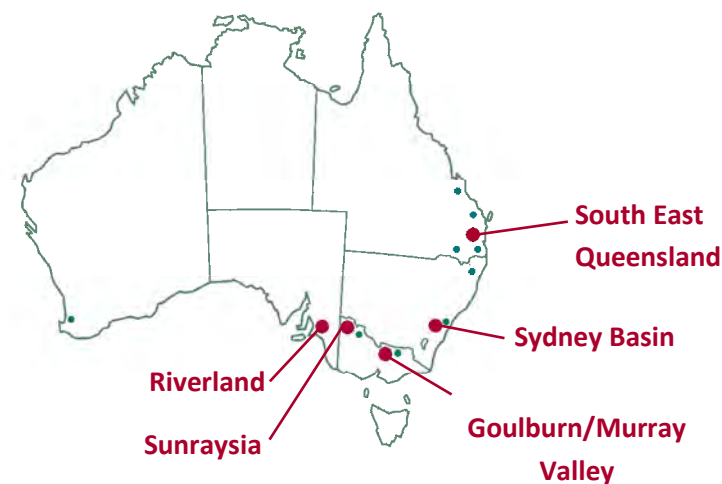 South East
Queensland
Sydney Basin
Riverland
Goulburn/Murray
Valley
Sunraysia